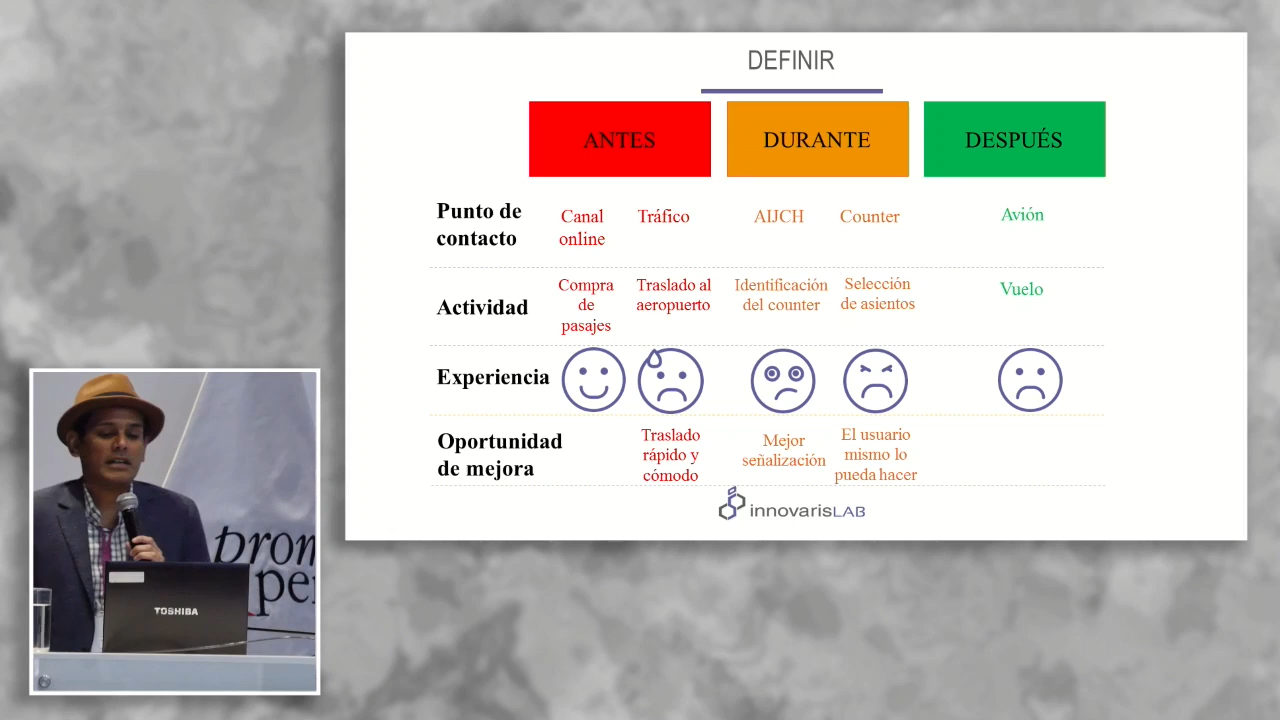 DEFINIR
ANTES
DURANTE
DESPUÉS
Punto de
contacto
Canal
online
Tráfico
AIJCH
Counter
Avión
Actividad
Compra
de
pasajes
Traslado al
aeropuerto
Identificación
del counter
Selección
de asientos
Vuelo
Experiencia
Oportunidad
de mejora
Traslado
rápido y
cómodo
Mejor
señalización
El usuario
mismo lo
pueda hacer
innovarisLAB
prom
pe
TOSHIBA